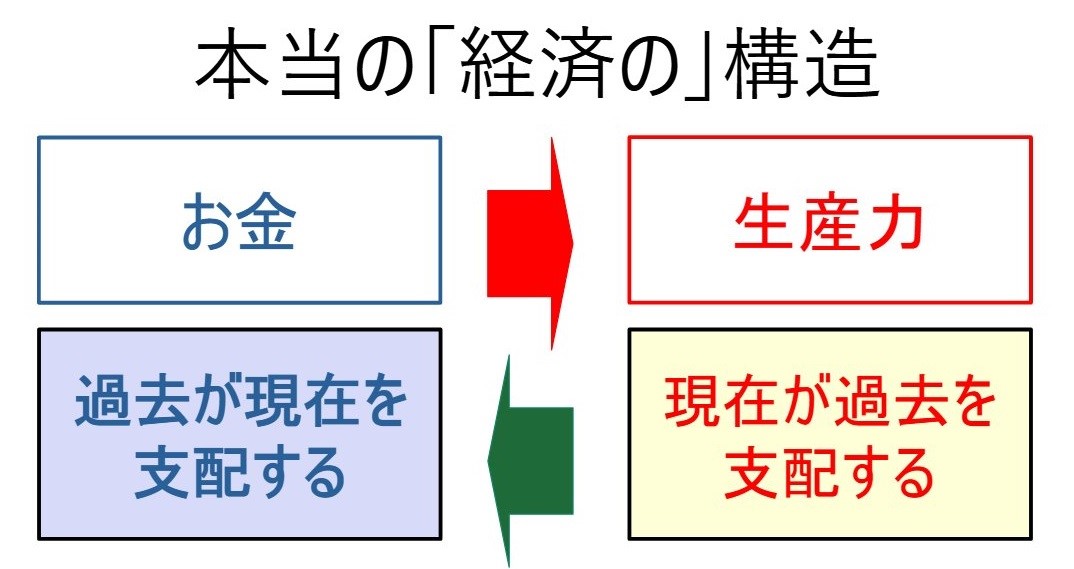 本当の「経済の」構造
お金
生産力
過去が現在を
支配する
現在が過去を
支配する